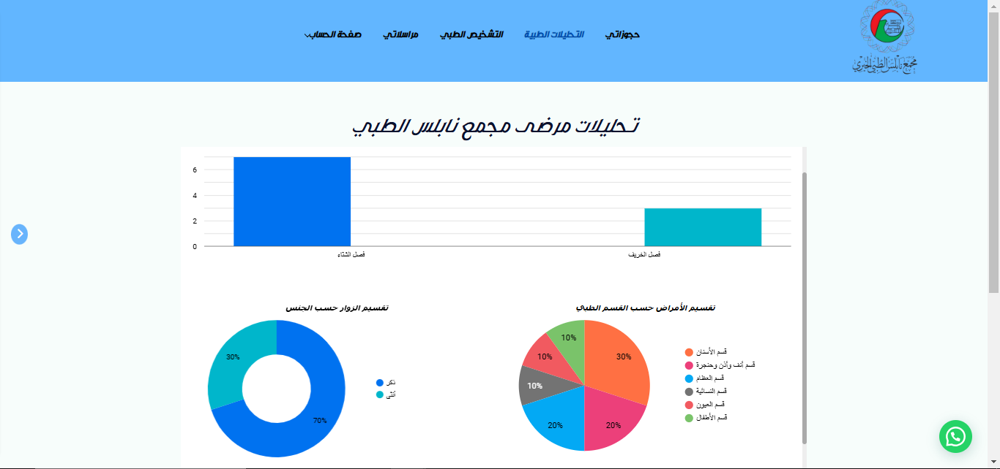 مجمع نابلس الطبي الخيري
حجوزاتي
التحليلات الطبية
التشخيص الطبي
مراسلاتي
صفحة الحساب
تحليلات مرضى مجمع نابلس الطبي
6
4
2
0
فصل الشتاء
فصل الخريف
تقسيم الأمراض حسب القسم الطبي
30%
20%
20%
10%
10%
10%
قسم الأسنان
قسم أنف وأذن وحنجرة
قسم العظام
قسم النسائية
قسم العيون
قسم الأطفال
تقسيم الزوار حسب الجنس
30%
70%
ذكر
أنثى